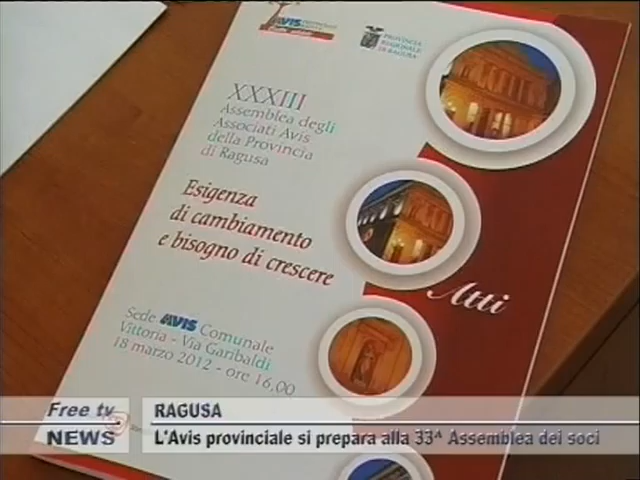 AVIS
PROVINCIA
REGIONALE
DI RAGUSA
XXXIII
Assemblea degli
Associati Avis
della Provincia
di Ragusa
Esigenza
di cambiamento
e bisogno di crescere
Atti
Sede AVIS Comunale
Vittoria - Via Garibaldi
18 marzo 2012 - ore 16,00
Free tv
NEWS
RAGUSA
L'Avis provinciale si prepara alla 33^ Assemblea dei soci